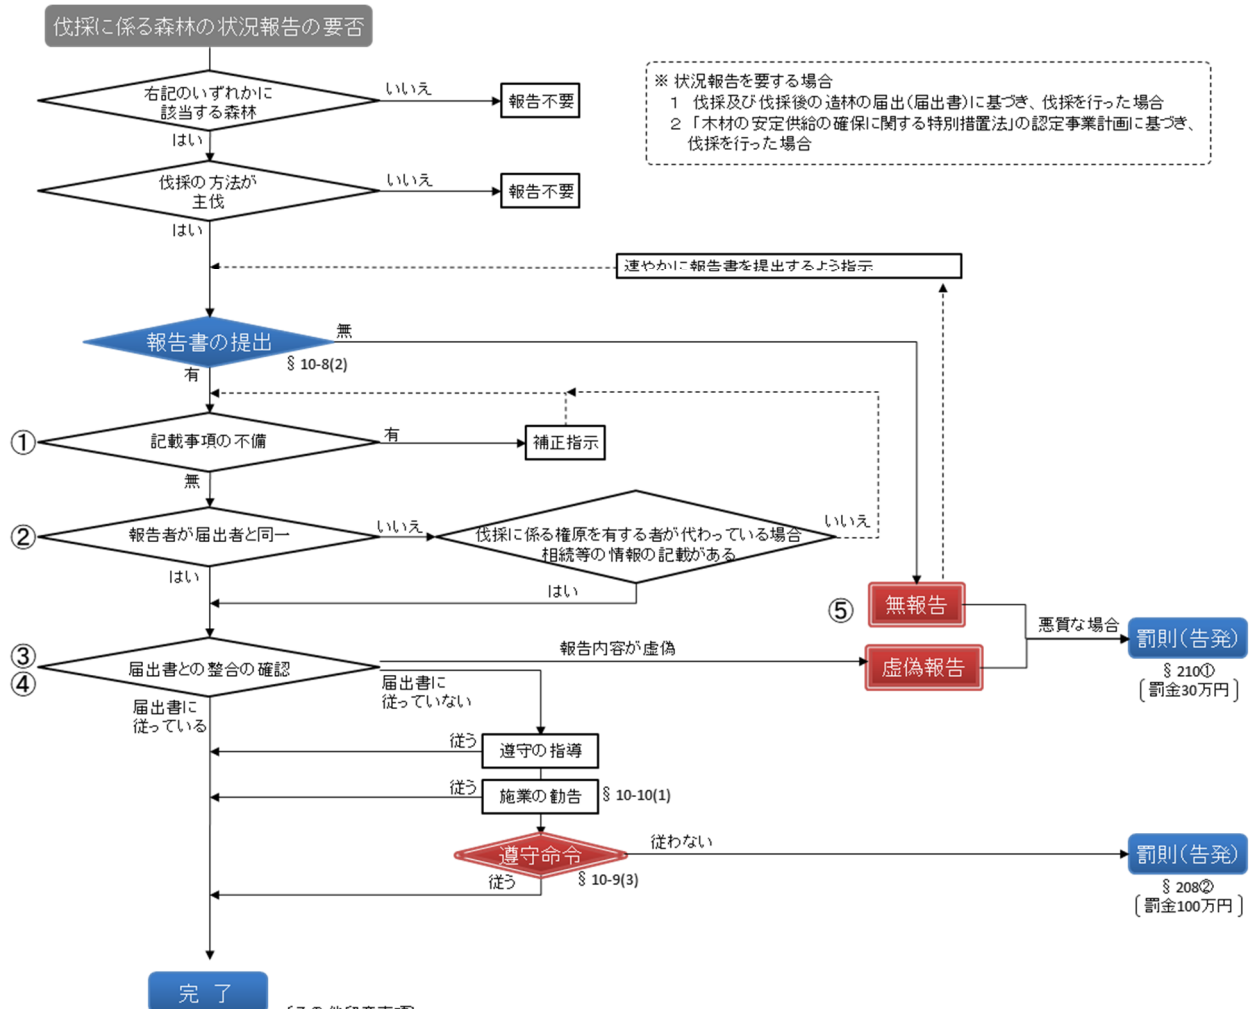 伐採に係る森林の状況報告の要否
右記のいずれかに
該当する森林
いいえ
報告不要
はい
※ 状況報告を要する場合
1 伐採及び伐採後の造林の届出(届出書)に基づき、伐採を行った場合
2 「木材の安定供給の確保に関する特別措置法」の認定事業計画に基づき、
伐採を行った場合
伐採の方法が
主伐
いいえ
報告不要
はい
速やかに報告書を提出するよう指示
報告書の提出
無
§ 10-8(2)
有
①
記載事項の不備
有
補正指示
無
②
報告者が届出者と同一
いいえ
伐採に係る権原を有する者が代わっている場合
相続等の情報の記載がある
いいえ
はい
はい
⑤
無報告
悪質な場合
罰則(告発)
§ 210①
〔罰金30万円〕
③
④
届出書との整合の確認
報告内容が虚偽
虚偽報告
届出書に
従っていない
届出書に
従っている
従う
遵守の指導
従う
施業の勧告
§ 10-10(1)
遵守命令
従わない
§ 10-9(3)
従う
罰則(告発)
§ 208②
〔罰金100万円〕
完 了